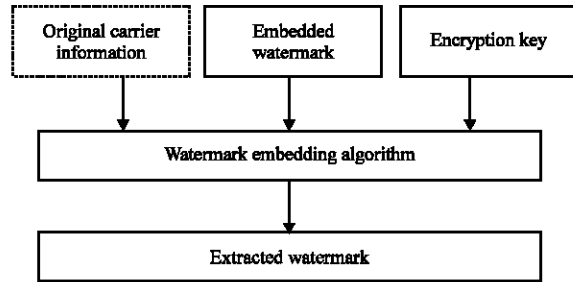 Original carrier
information
Embedded
watermark
Encryption key
Watermark embedding algorithm
Extracted watermark